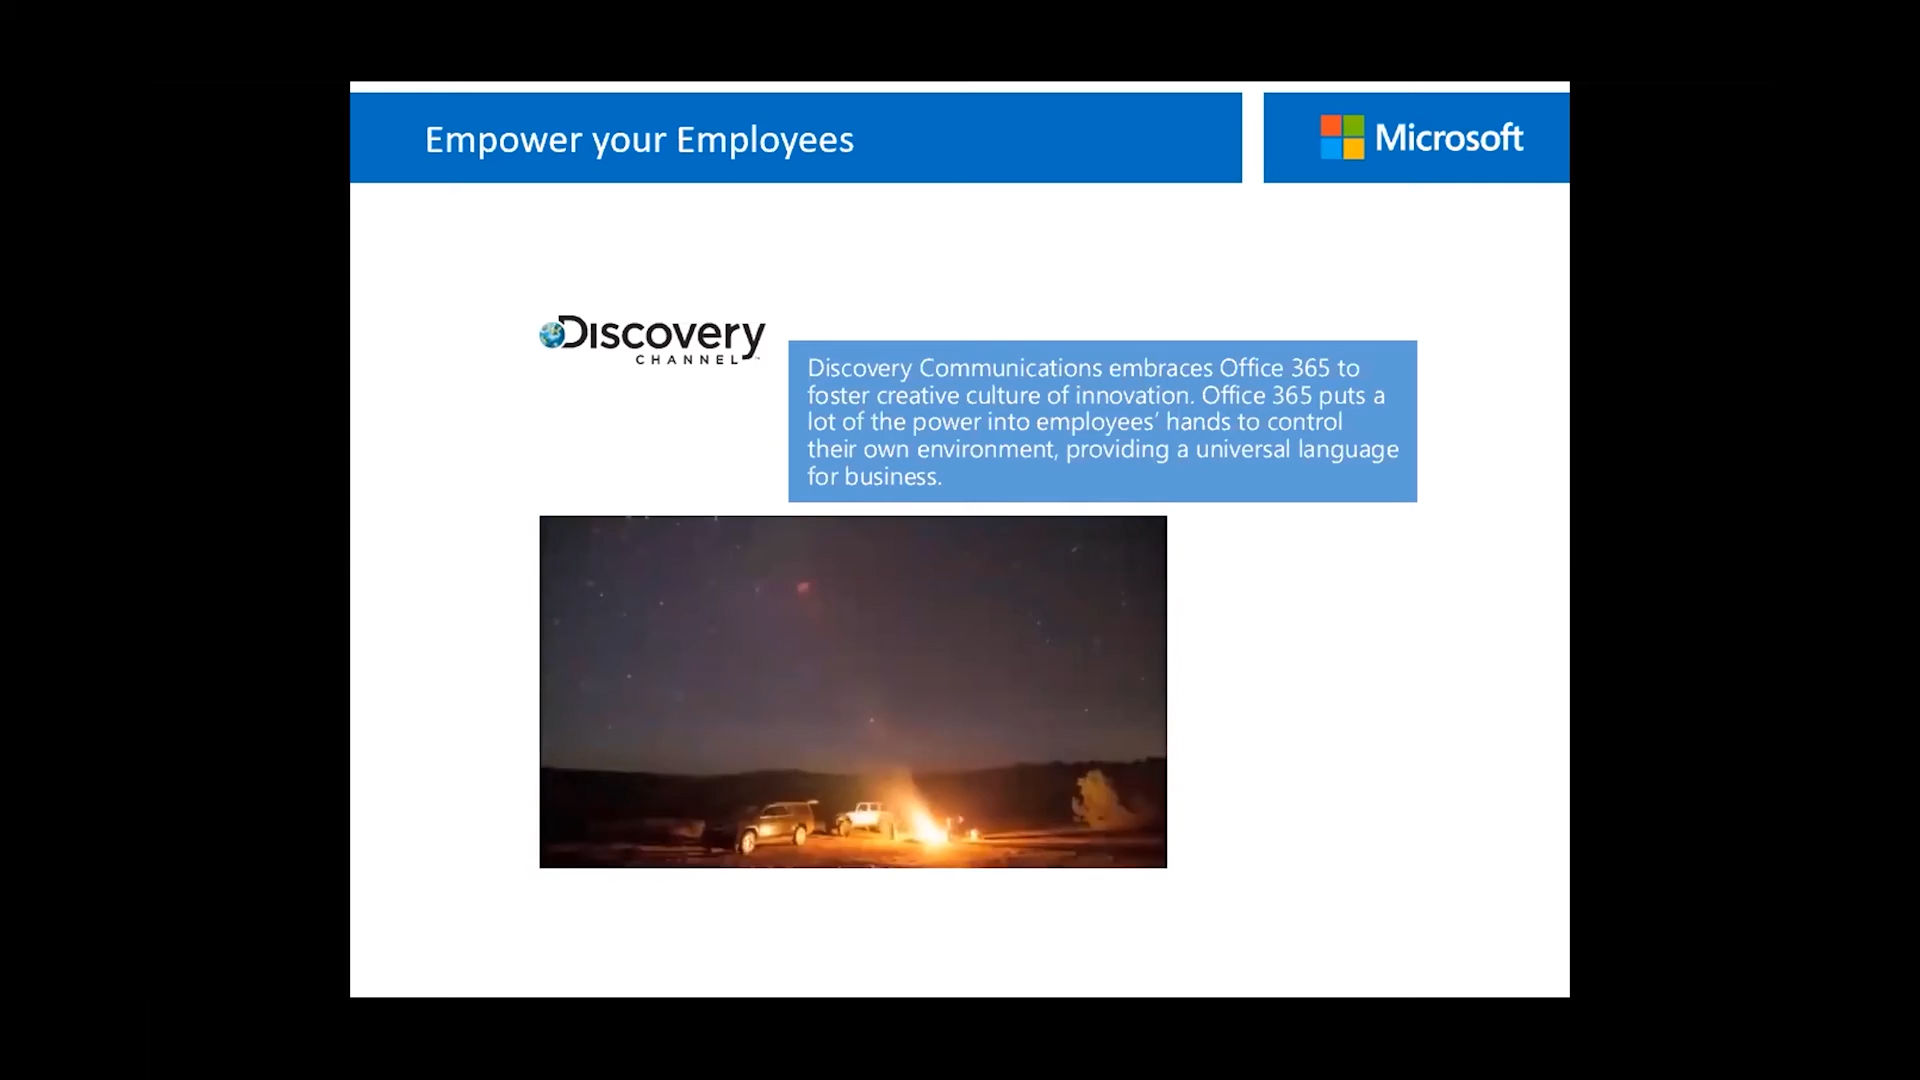 Empower your Employees
Microsoft
Discovery
CHANNEL
Discovery Communications embraces Office 365 to
foster creative culture of innovation. Office 365 puts a
lot of the power into employees’ hands to control
their own environment, providing a universal language
for business.